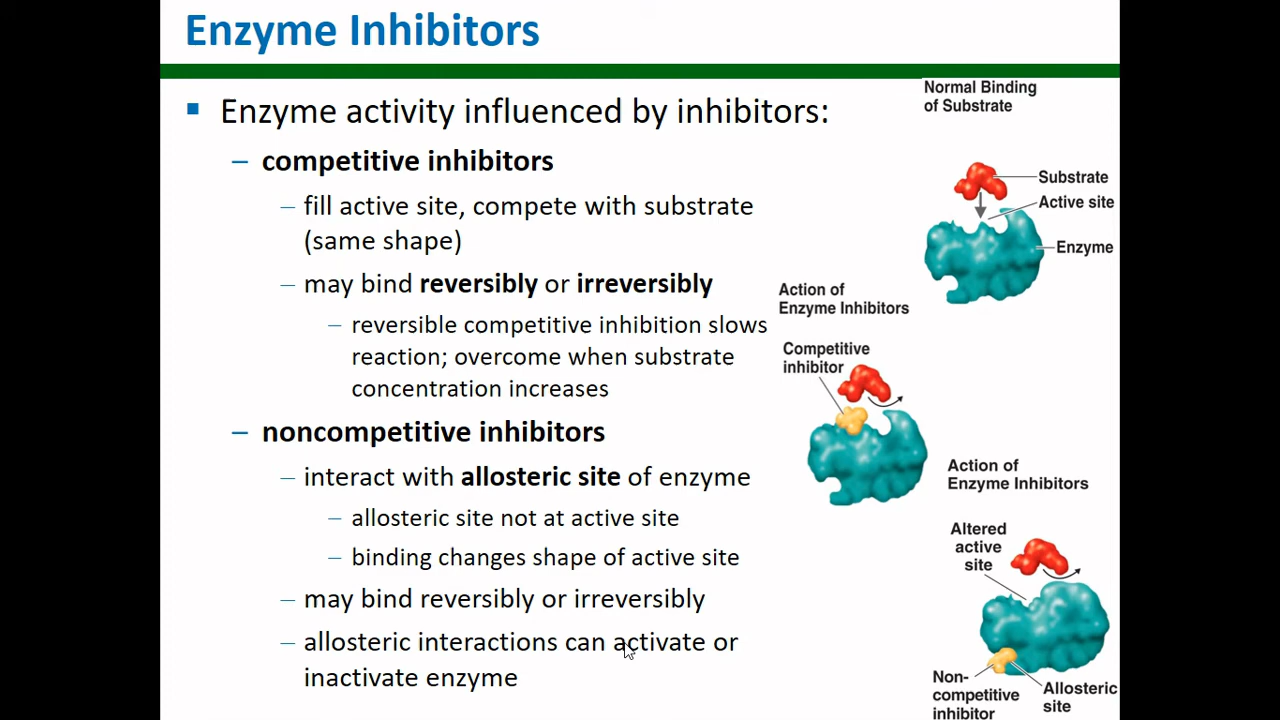 Enzyme Inhibitors
▪ Enzyme activity influenced by inhibitors:
– competitive inhibitors
– fill active site, compete with substrate
(same shape)
– may bind reversibly or irreversibly
– reversible competitive inhibition slows
reaction; overcome when substrate
concentration increases
– noncompetitive inhibitors
– interact with allosteric site of enzyme
– allosteric site not at active site
– binding changes shape of active site
– may bind reversibly or irreversibly
– allosteric interactions can activate or
inactivate enzyme
Normal Binding
of Substrate
Substrate
Active site
Enzyme
Action of
Enzyme Inhibitors
Competitive
inhibitor
Action of
Enzyme Inhibitors
Altered
active
site
Non-
competitive
inhibitor
Allosteric
site